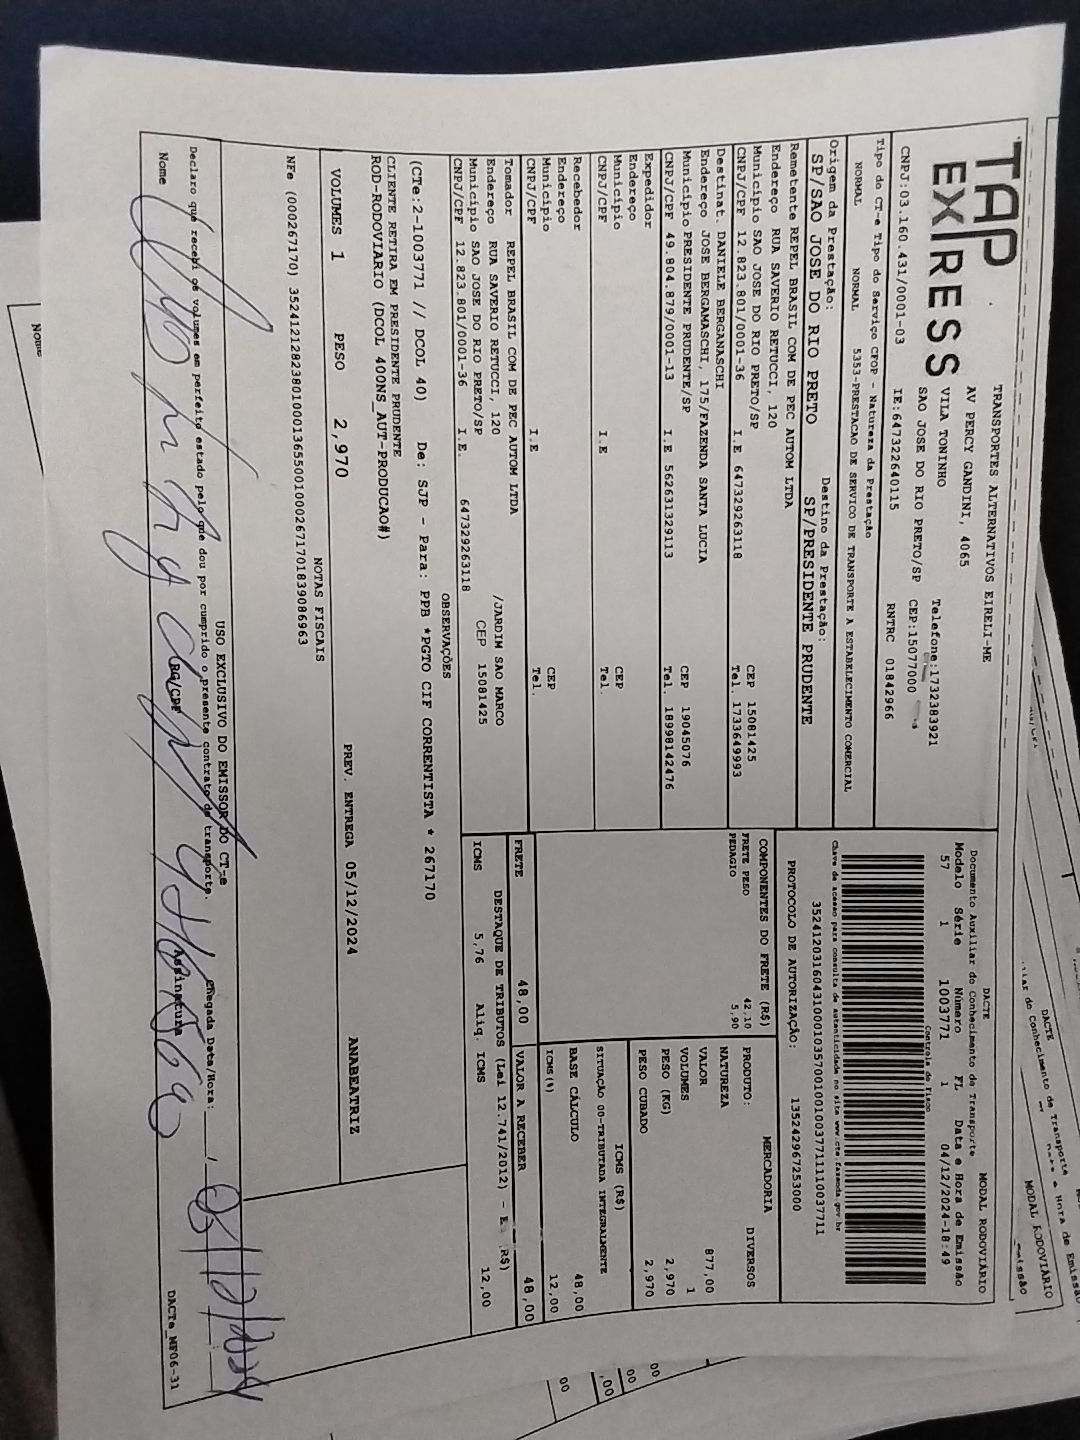 TAP
EXPRESS
TRANSPORTES ALTERNATIVOS EIRELI-ME
AV PERCY GANDINI, 4065
VILA TONINHO Telefone:1732383921
SAO JOSE DO RIO PRETO/SP CEP:15077000
CNPJ:03.160.431/0001-03 IE:647322640115 RNTRC 01842966
Tipo do CT-e Tipo do Serviço CFOP - Natureza da Prestação
NORMAL NORMAL 5353-PRESTACAO DE SERVICO DE TRANSPORTE A ESTABELECIMENTO COMERCIAL
Origem da Prestação: Destino da Prestação:
SP/SAO JOSE DO RIO PRETO SP/PRESIDENTE PRUDENTE
Remetente REPEL BRASIL COM DE PEC AUTOM LTDA
Endereço RUA SAVERIO RETUCCI, 120
Município SAO JOSE DO RIO PRETO/SP CEP 15081425
CNPJ/CPF 12.823.801/0001-36 I.E 647329263118 Tel. 1733649993
Destinat. DANIELE BERGANASCHI
Endereço JOSE BERGAMASCHI, 175/FAZENDA SANTA LUCIA
Município PRESIDENTE PRUDENTE/SP CEP 19045076
CNPJ/CPF 49.804.879/0001-13 I.E 562631329113 Tel. 18998142476
Expedidor
Endereço
Município CEP
CNPJ/CPF I.E Tel.
Recebedor
Endereço
Município CEP
CNPJ/CPF I.E Tel.
Tomador REPEL BRASIL COM DE PEC AUTOM LTDA
Endereço RUA SAVERIO RETUCCI, 120 /JARDIM SAO MARCO
Município SAO JOSE DO RIO PRETO/SP CEP 15081425
CNPJ/CPF 12.823.801/0001-36 I.E. 647329263118
DACTE MODAL RODOVIÁRIO
Documento Auxiliar do Conhecimento de Transporte
Modelo Série Número FL Data e Hora de Emissão
57 1 1003771 1 04/12/2024-18:49
Controle do Fisco
Chave de acesso para consulta de autenticidade no site www.cte.fazenda.gov.br
35241203160431000103570010010037711110037711
PROTOCOLO DE AUTORIZAÇÃO: 135242967253000
COMPONENTES DO FRETE (R$)
FRETE PESO 42,10
PEDAGIO 5,90
PRODUTO: MERCADORIA
NATUREZA DIVERSOS
VALOR 877,00
VOLUMES 1
PESO (KG) 2,970
PESO CUBADO 2,970
ICMS (R$)
SITUAÇÃO 00-TRIBUTADA INTEGRALMENTE
BASE CÁLCULO 48,00
ICMS (%) 12,00
FRETE 48,00 VALOR A RECEBER 48,00
DESTAQUE DE TRIBUTOS (Lei 12.741/2012) - R$)
ICMS 5,76 Aliq. ICMS 12,00
OBSERVAÇÕES
(CTe:2-1003771 // DCOL 40) De: SJP - Para: PPB *PGTO CIF CORRENTISTA * 267170
CLIENTE RETIRA EM PRESIDENTE PRUDENTE
ROD-RODOVIARIO (DCOL 400NS_AUT-PRODUCAO#)
VOLUMES 1 PESO 2,970 PREV. ENTREGA 05/12/2024 ANABEATRIZ
NOTAS FISCAIS
NFe (000267170) 35241212823801000136550010002671701839086963
USO EXCLUSIVO DO EMISSOR DO CT-e
Declaro que recebi os volumes em perfeito estado pelo que dou por cumprido o presente contrato de transporte.
Chegada Data/Hora: 05/12/2024
Nome RG/CPF Assinatura
DACTe_MP06-31
DACTE
MODAL RODOVIÁRIO